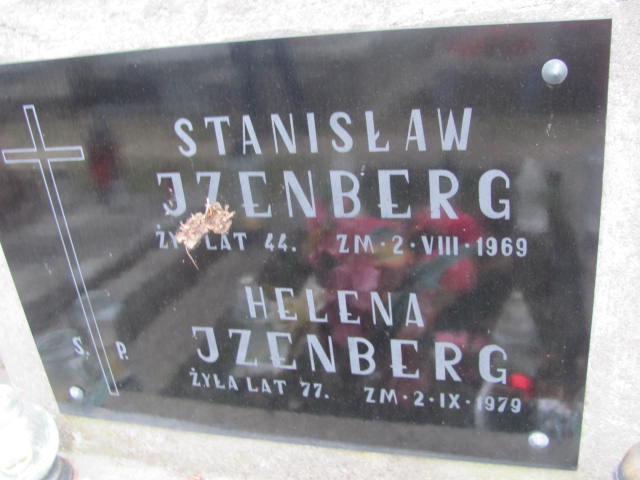 STANISŁAW
JZENBERG
LAT 44. ZM·2·VIII·1969
HELENA
JZENBERG
Ś. P.
ŻYŁA LAT 77. ZM·2·IX·1979